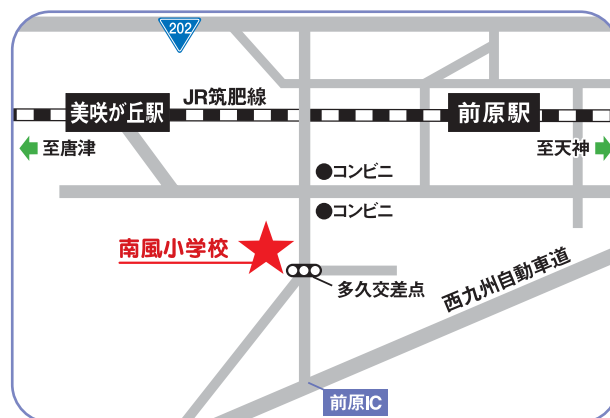 202
JR筑肥線
美咲が丘駅
前原駅
至唐津
至天神
コンビニ
コンビニ
南風小学校
多久交差点
西九州自動車道
前原IC